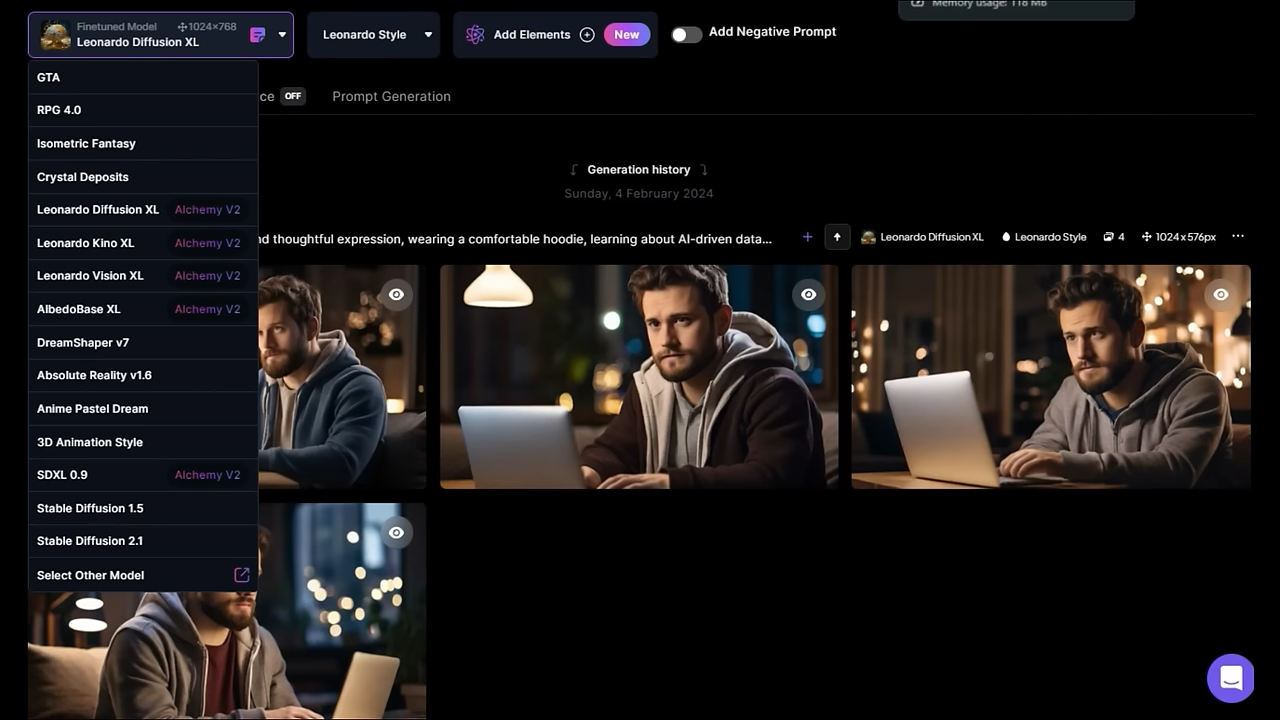 Memory usage: 118 MB
Finetuned Model 1024×768
Leonardo Diffusion XL
Leonardo Style
Add Elements
New
Add Negative Prompt
GTA
RPG 4.0
Isometric Fantasy
Crystal Deposits
Leonardo Diffusion XL Alchemy V2
Leonardo Kino XL Alchemy V2
Leonardo Vision XL Alchemy V2
AlbedoBase XL Alchemy V2
DreamShaper v7
Absolute Reality v1.6
Anime Pastel Dream
3D Animation Style
SDXL 0.9 Alchemy V2
Stable Diffusion 1.5
Stable Diffusion 2.1
Select Other Model
ce OFF
Prompt Generation
Generation history
Sunday, 4 February 2024
nd thoughtful expression, wearing a comfortable hoodie, learning about AI-driven data...
Leonardo Diffusion XL
Leonardo Style
4
1024x576px